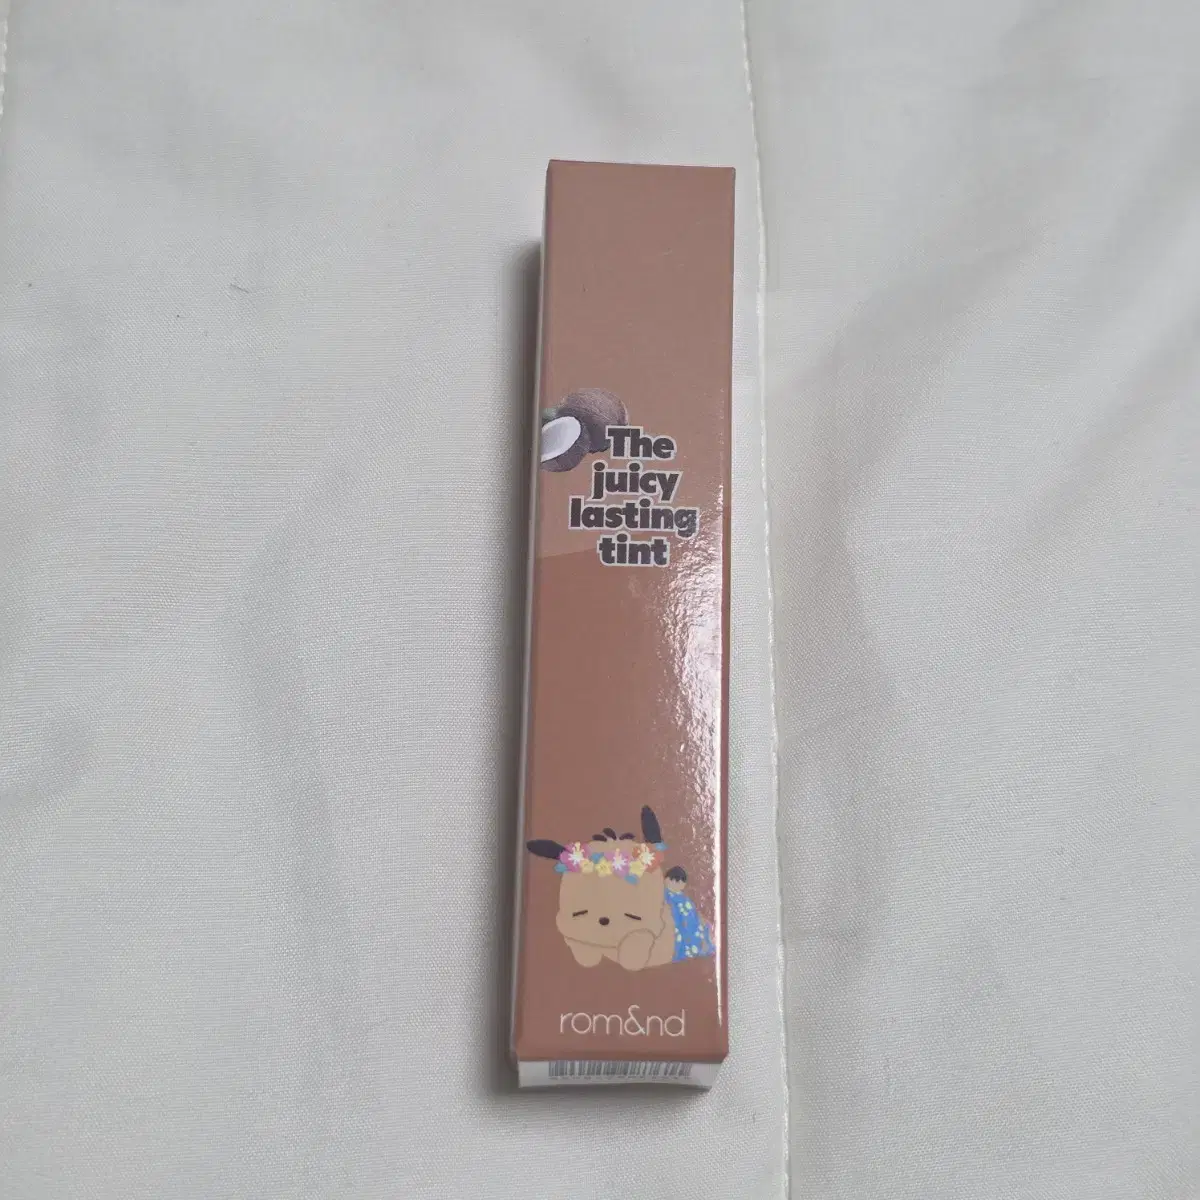 The
juicy
lasting
tint
rom&nd